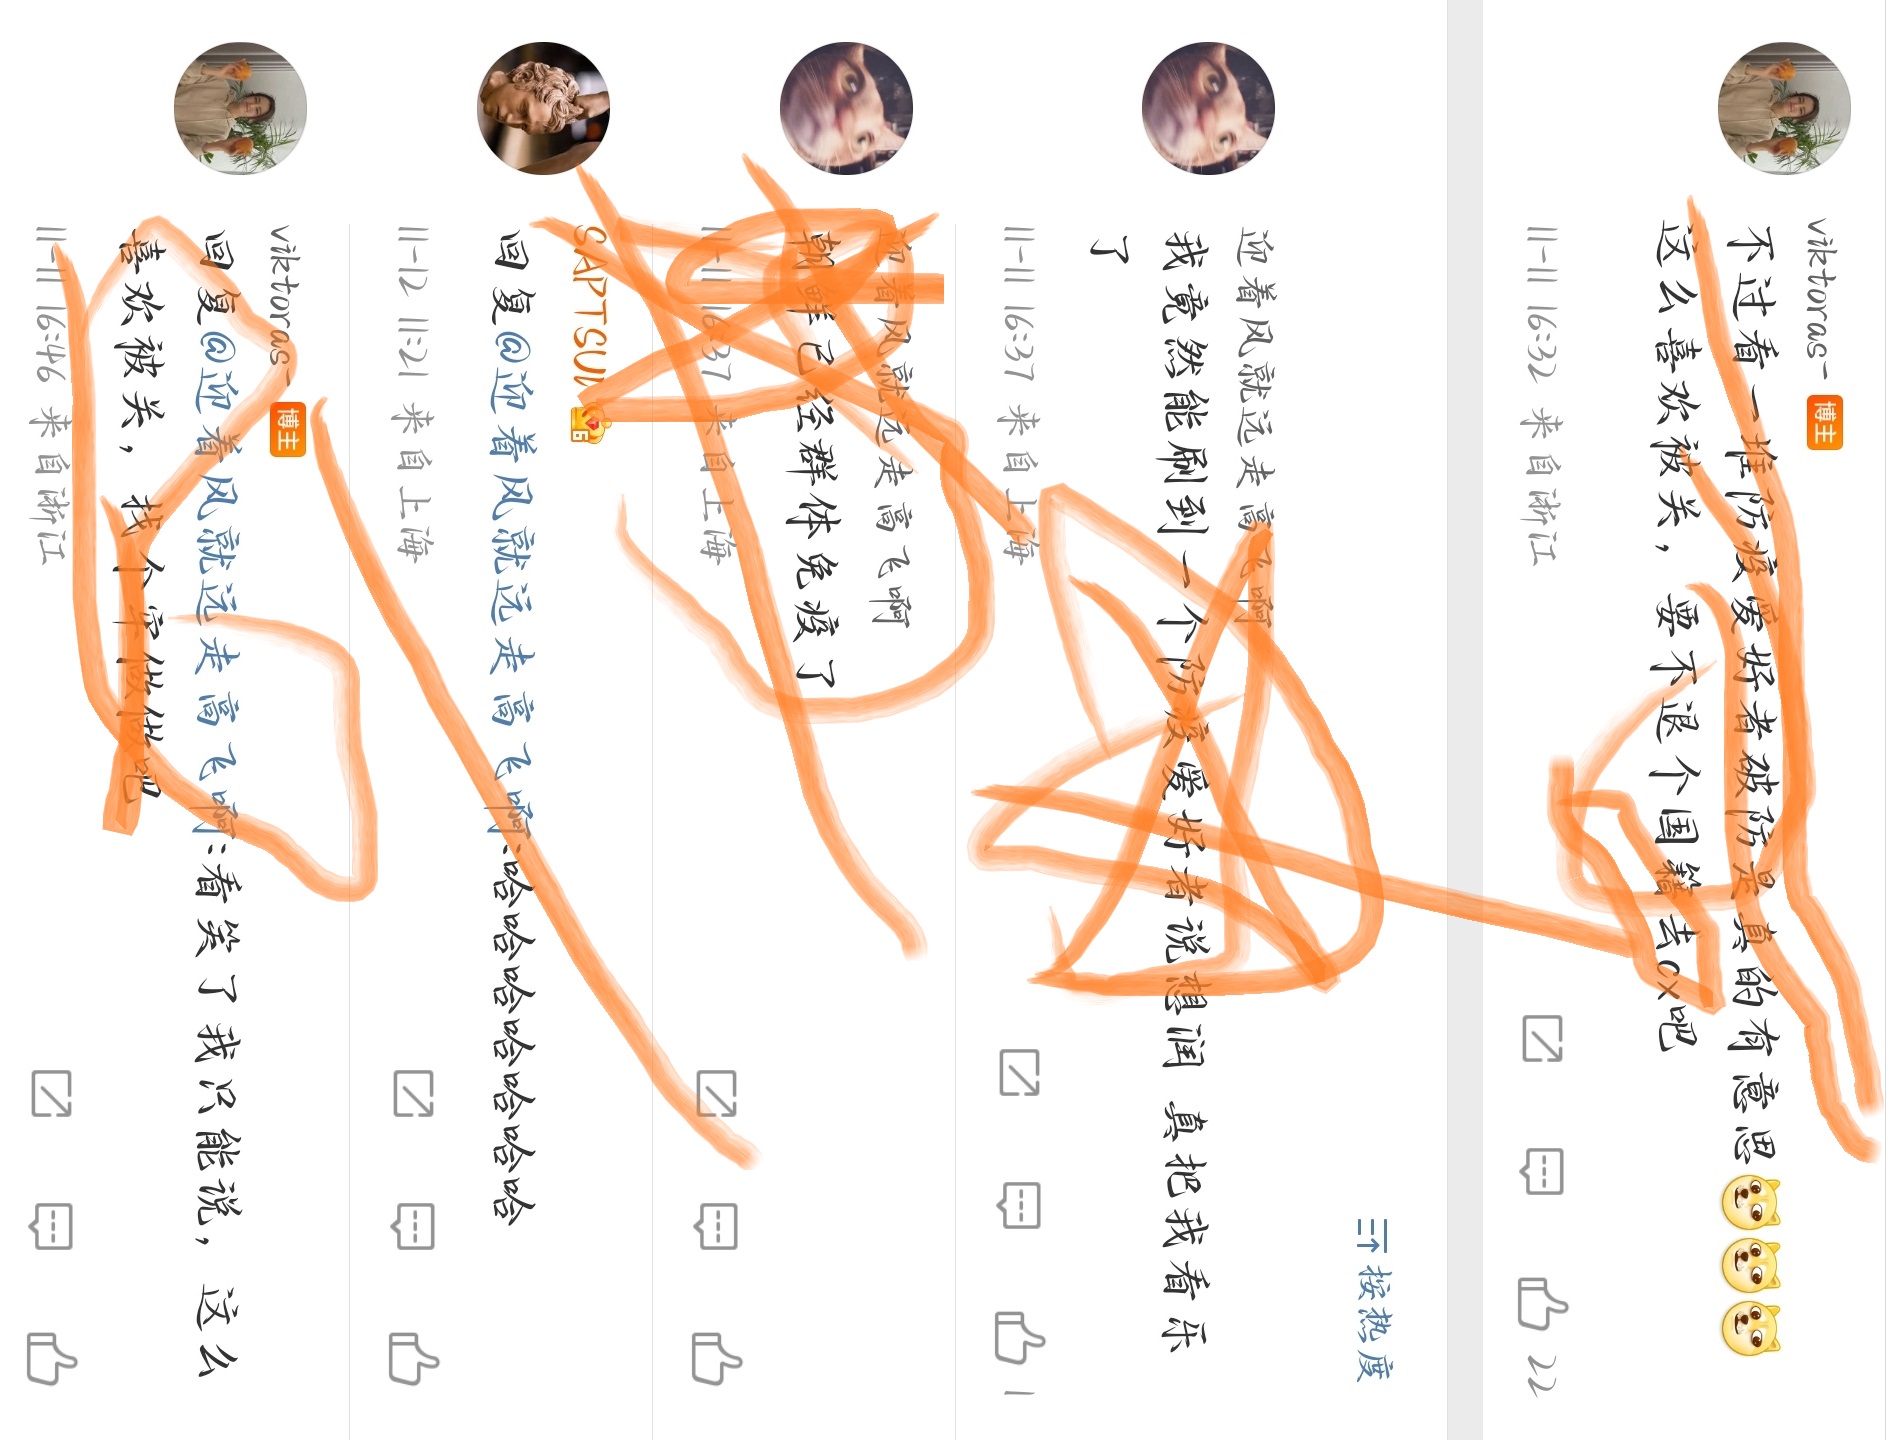 viktoras- 博主
不过看一堆防疫爱好者破防是真的有意思
这么喜欢被关，要不退个国籍去cx吧
11-11 16:32 来自浙江
22
按热度
迎着风就远走高飞啊
我竟然能刷到一个防疫爱好者说想润 真把我看乐
了
11-11 16:37 来自上海
1
迎着风就远走高飞啊
朝鲜已经群体免疫了
11-11 16:37 来自上海
SAPTSUI
回复@迎着风就远走高飞啊:哈哈哈哈哈哈哈
11-12 11:21 来自上海
viktoras- 博主
回复@迎着风就远走高飞啊:看笑了我只能说，这么
喜欢被关，找个牢做做吧
11-11 16:46 来自浙江